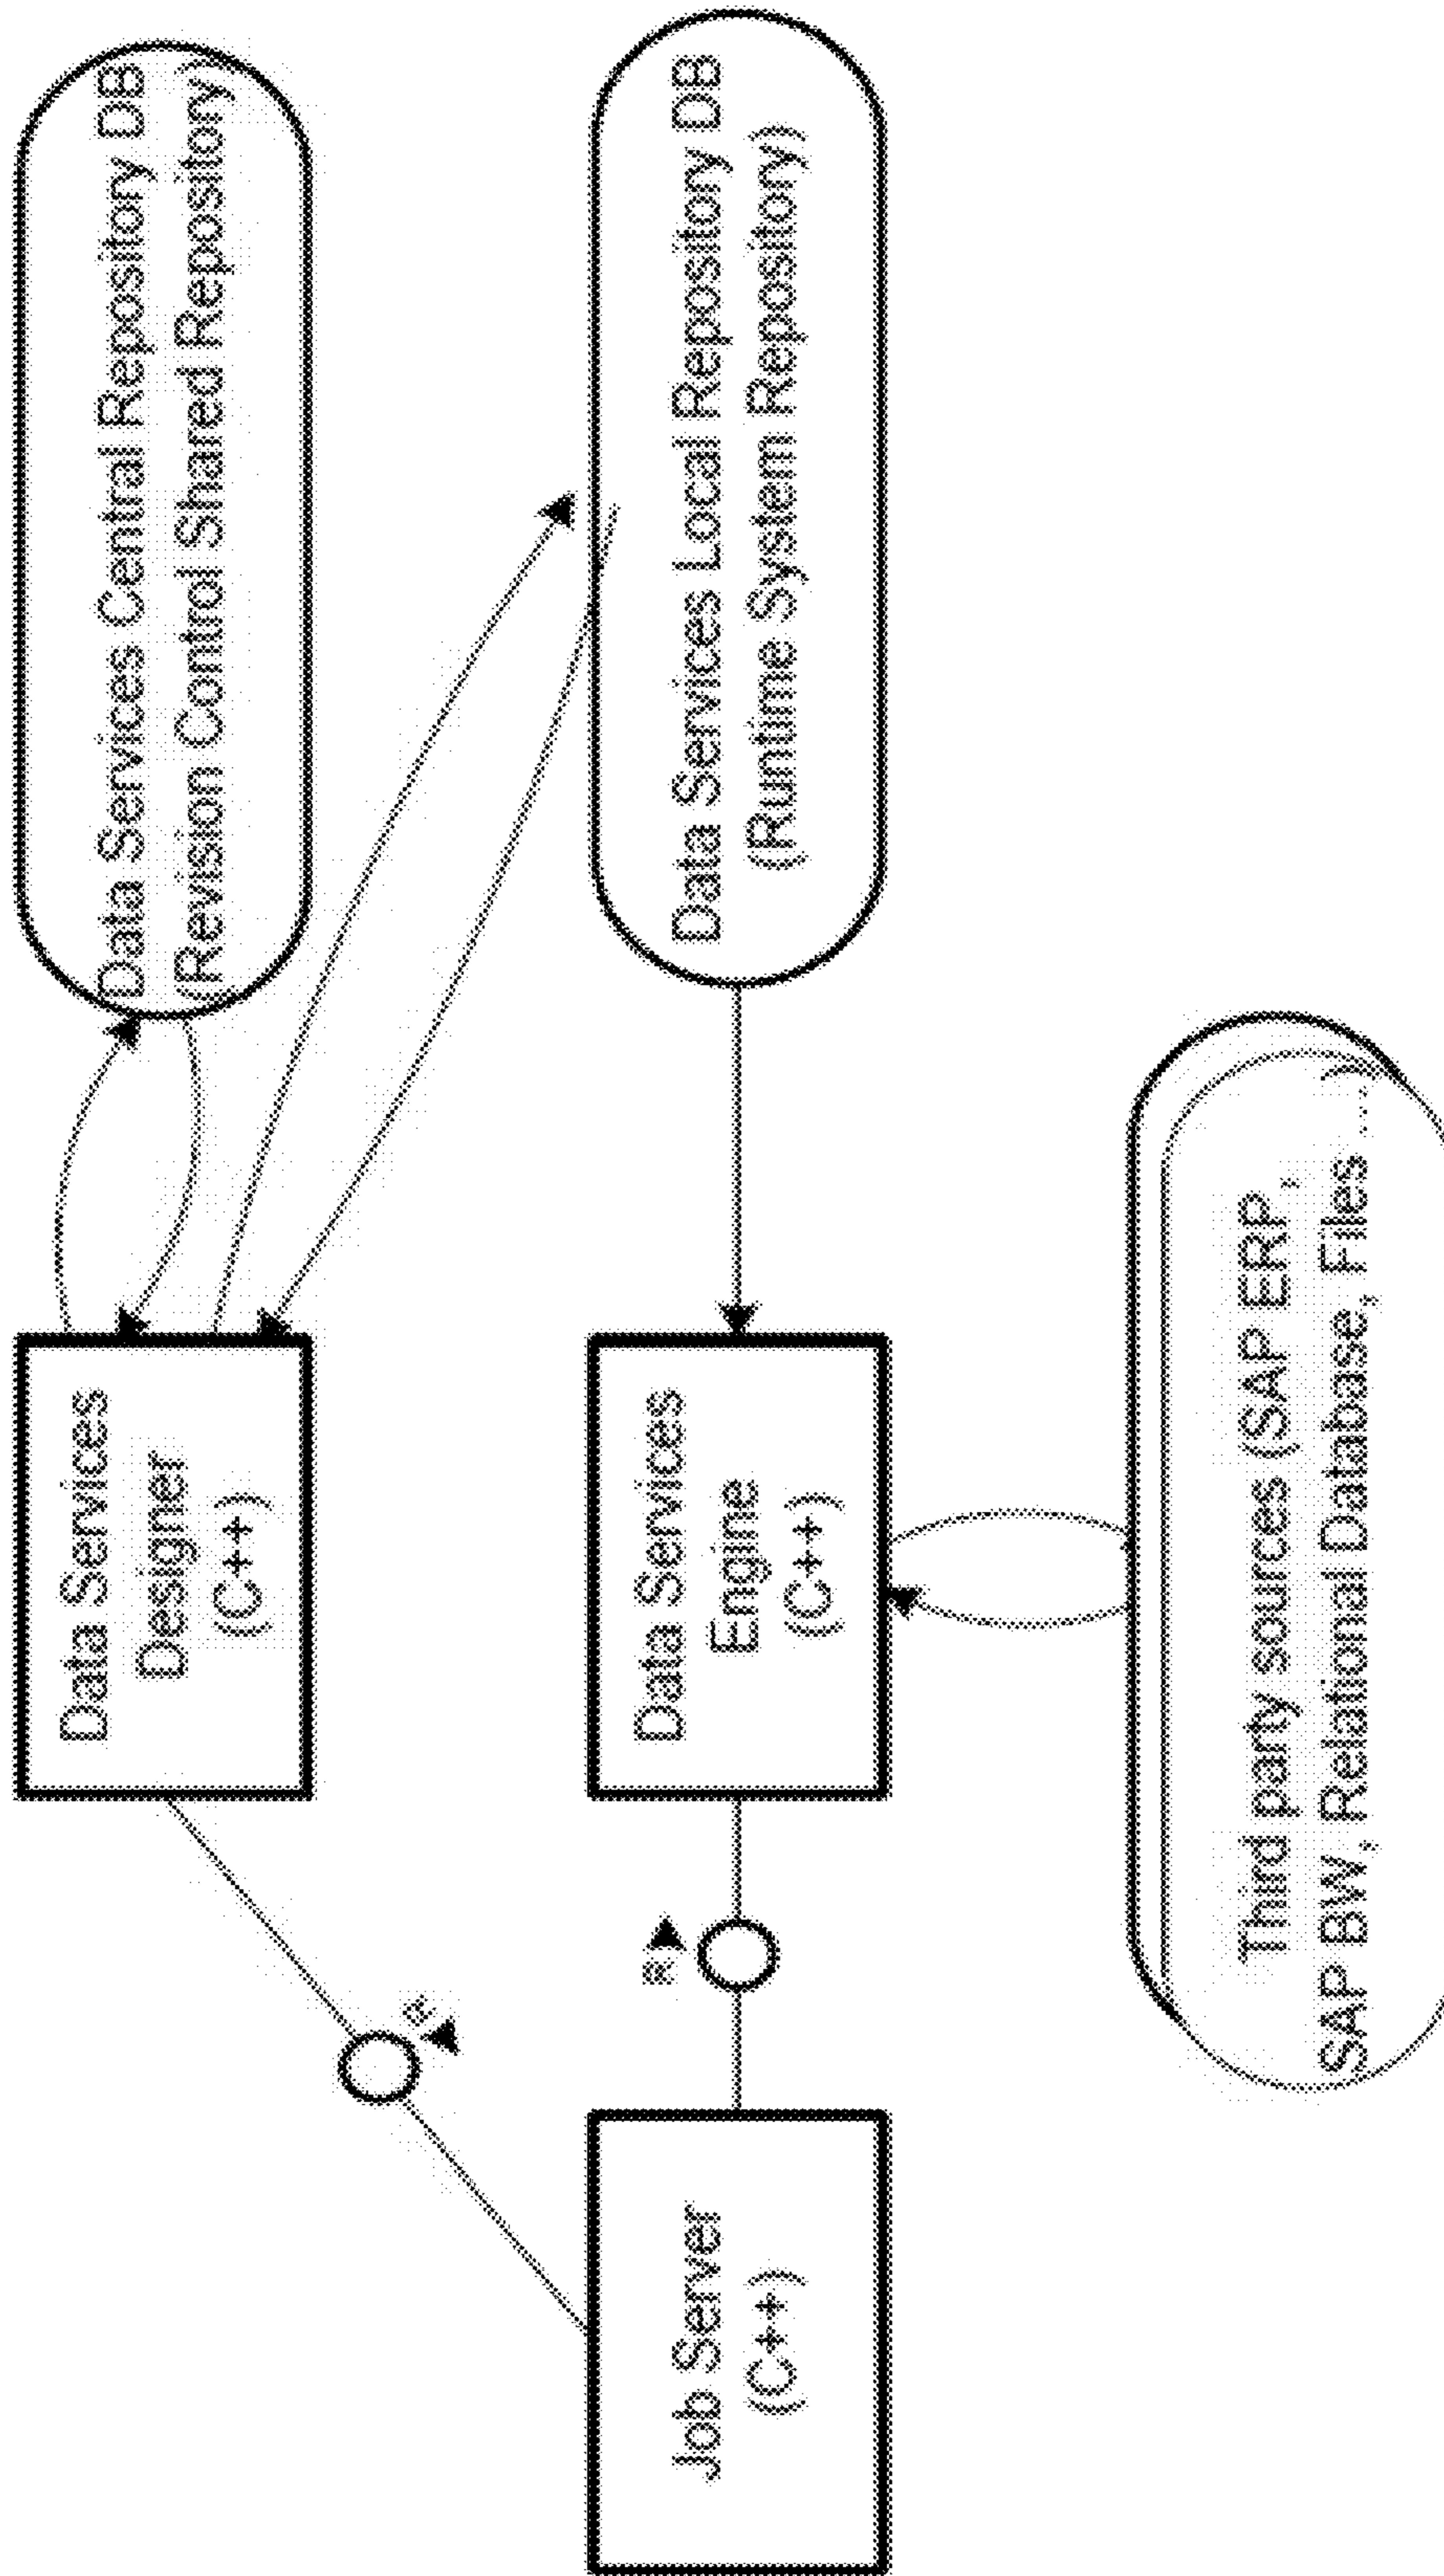 Data Services
Designer
(C++)
Data Services Central Repository DB
(Revision Control Shared Repository)
R
Job Server
(C++)
R
Data Services
Engine
(C++)
Data Services Local Repository DB
(Runtime System Repository)
Third party sources (SAP ERP ,
SAP BW, Relational Database, Files ...)